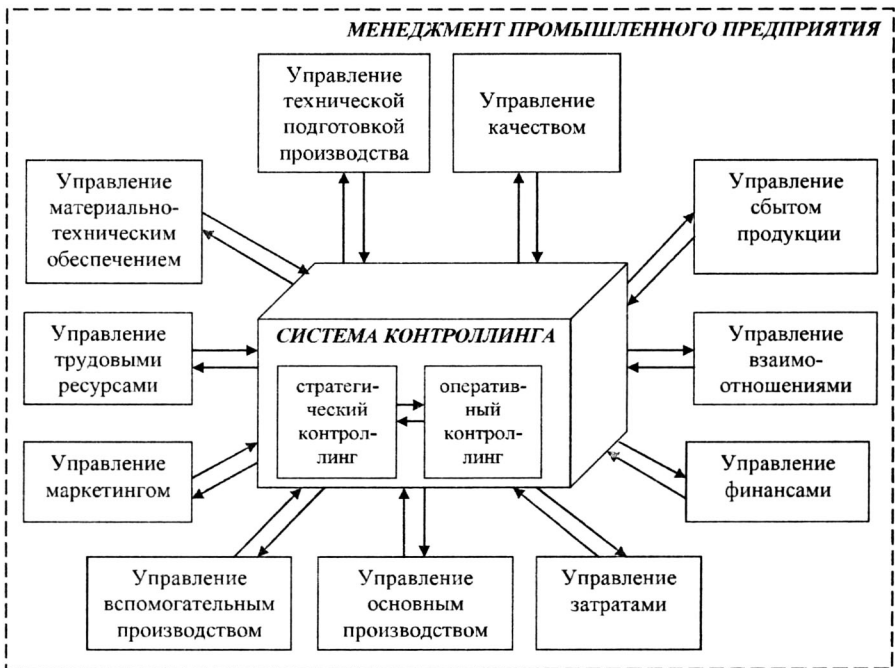 МЕНЕДЖМЕНТ ПРОМЫШЛЕННОГО ПРЕДПРИЯТИЯ
Управление
технической
подготовкой
производства
Управление
качеством
Управление
материально-
техническим
обеспечением
Управление
сбытом
продукции
Управление
трудовыми
ресурсами
СИСТЕМА КОНТРОЛЛИНГА
стратеги-
ческий
контрол-
линг
оператив-
ный
контрол-
линг
Управление
взаимо-
отношениями
Управление
маркетингом
Управление
финансами
Управление
вспомогательным
производством
Управление
основным
производством
Управление
затратами